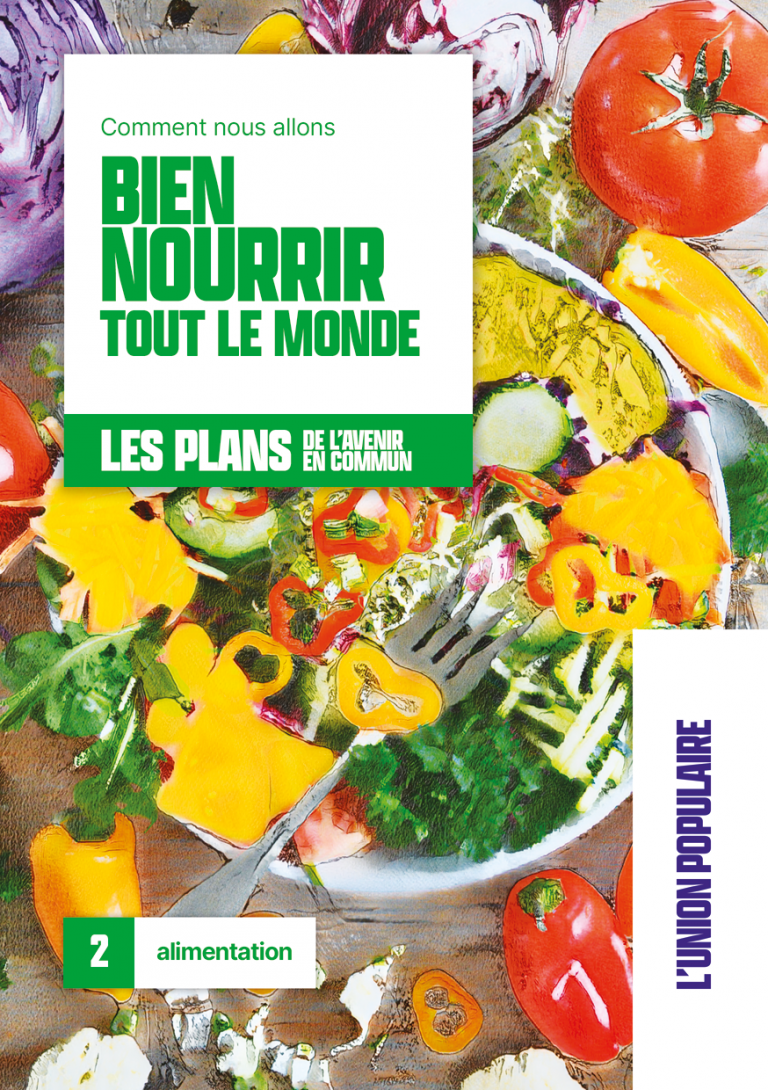 Comment nous allons
BIEN
NOURRIR
TOUT LE MONDE
LES PLANS DE L'AVENIR
EN COMMUN
L'UNION POPULAIRE
2 alimentation